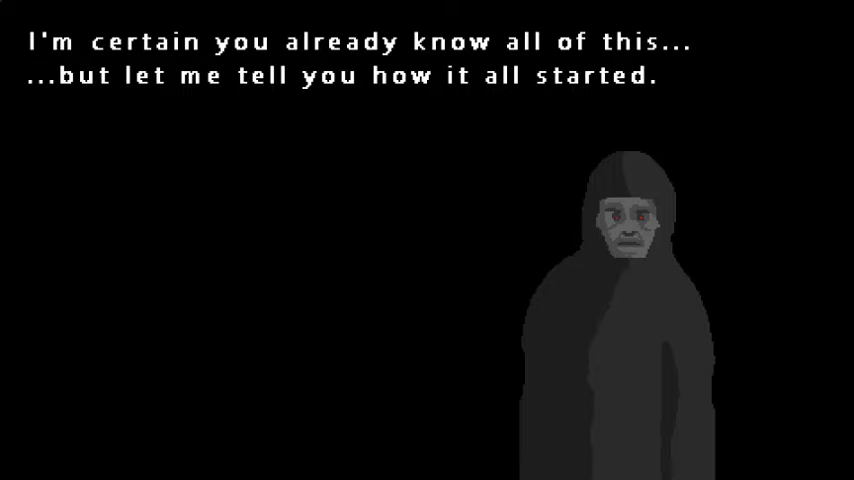 I'm certain you already know all of this...
...but let me tell you how it all started.